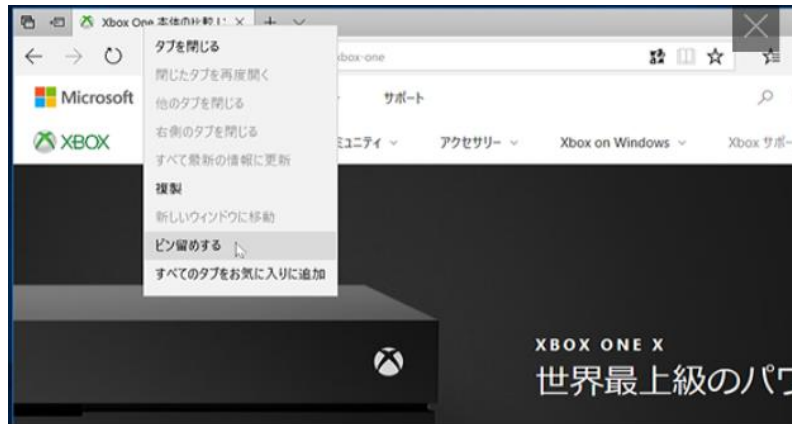 Xbox One 本体の比較 |
タブを閉じる
閉じたタブを再度開く
他のタブを閉じる
右側のタブを閉じる
すべて最新の情報に更新
複製
新しいウィンドウに移動
ピン留めする
すべてのタブをお気に入りに追加
xbox-one
Microsoft
サポート
XBOX
ミュニティ
アクセサリー
Xbox on Windows
Xbox サポー
XBOX ONE X
世界最上級のパワ